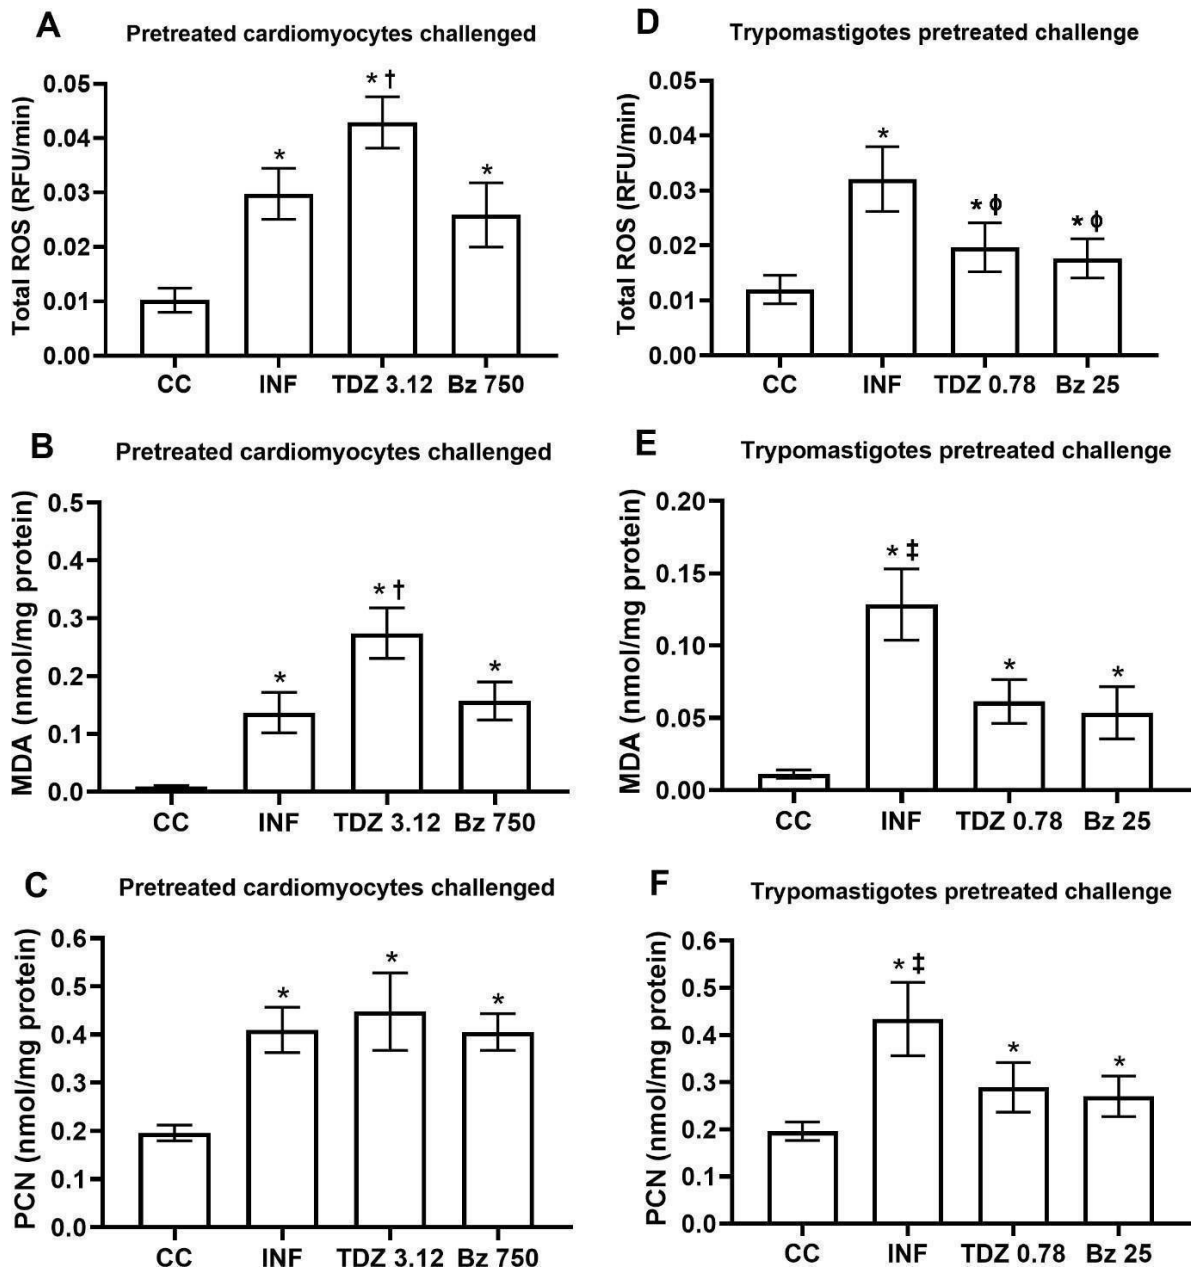 A
Pretreated cardiomyocytes challenged
Total ROS (RFU/min)
0.05
0.04
0.03
0.02
0.01
0.00
*
* †
*
CC INF TDZ 3.12 Bz 750
D
Trypomastigotes pretreated challenge
Total ROS (RFU/min)
0.05
0.04
0.03
0.02
0.01
0.00
*
* ϕ
* ϕ
CC INF TDZ 0.78 Bz 25
B
Pretreated cardiomyocytes challenged
MDA (nmol/mg protein)
0.5
0.4
0.3
0.2
0.1
0.0
*
* †
*
CC INF TDZ 3.12 Bz 750
E
Trypomastigotes pretreated challenge
MDA (nmol/mg protein)
0.20
0.15
0.10
0.05
0.00
* ‡
*
*
CC INF TDZ 0.78 Bz 25
C
Pretreated cardiomyocytes challenged
PCN (nmol/mg protein)
0.6
0.5
0.4
0.3
0.2
0.1
0.0
*
*
*
CC INF TDZ 3.12 Bz 750
F
Trypomastigotes pretreated challenge
PCN (nmol/mg protein)
0.6
0.5
0.4
0.3
0.2
0.1
0.0
* ‡
*
*
CC INF TDZ 0.78 Bz 25